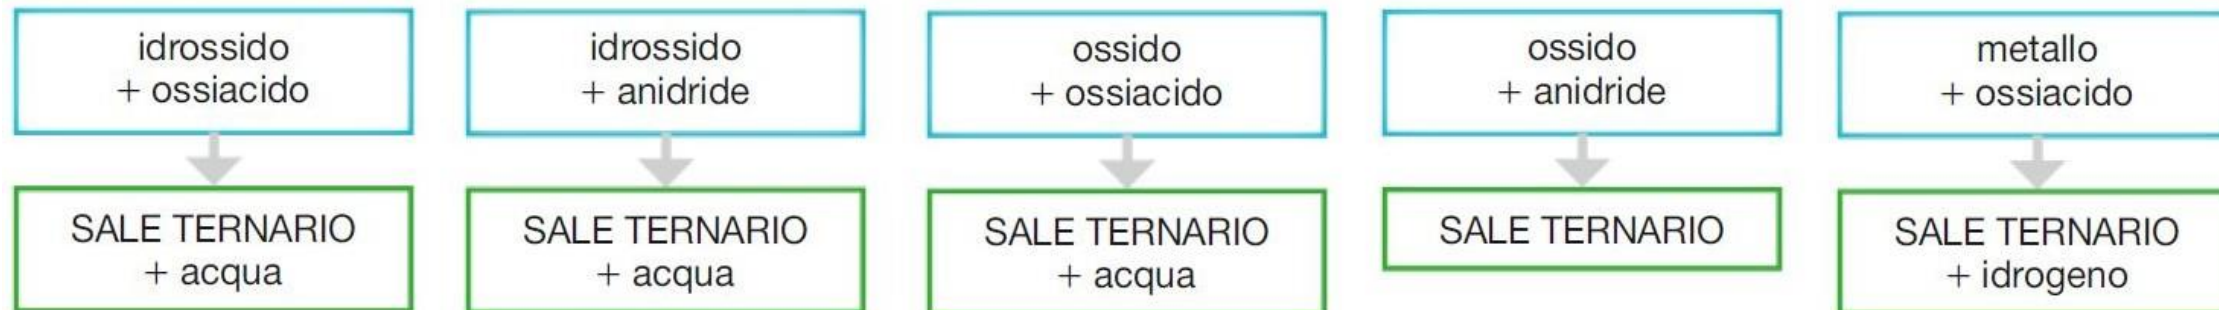 idrossido
+ ossiacido
idrossido
+ anidride
ossido
+ ossiacido
ossido
+ anidride
metallo
+ ossiacido
SALE TERNARIO
+ acqua
SALE TERNARIO
+ acqua
SALE TERNARIO
+ acqua
SALE TERNARIO
SALE TERNARIO
+ idrogeno